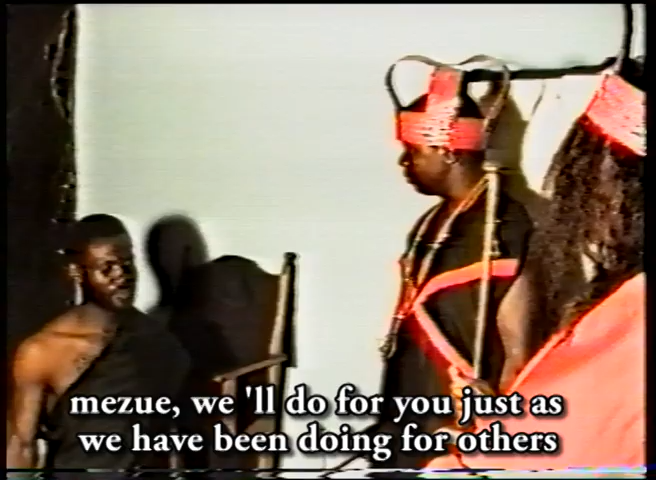 mezue, we 'll do for you just as
we have been doing for others